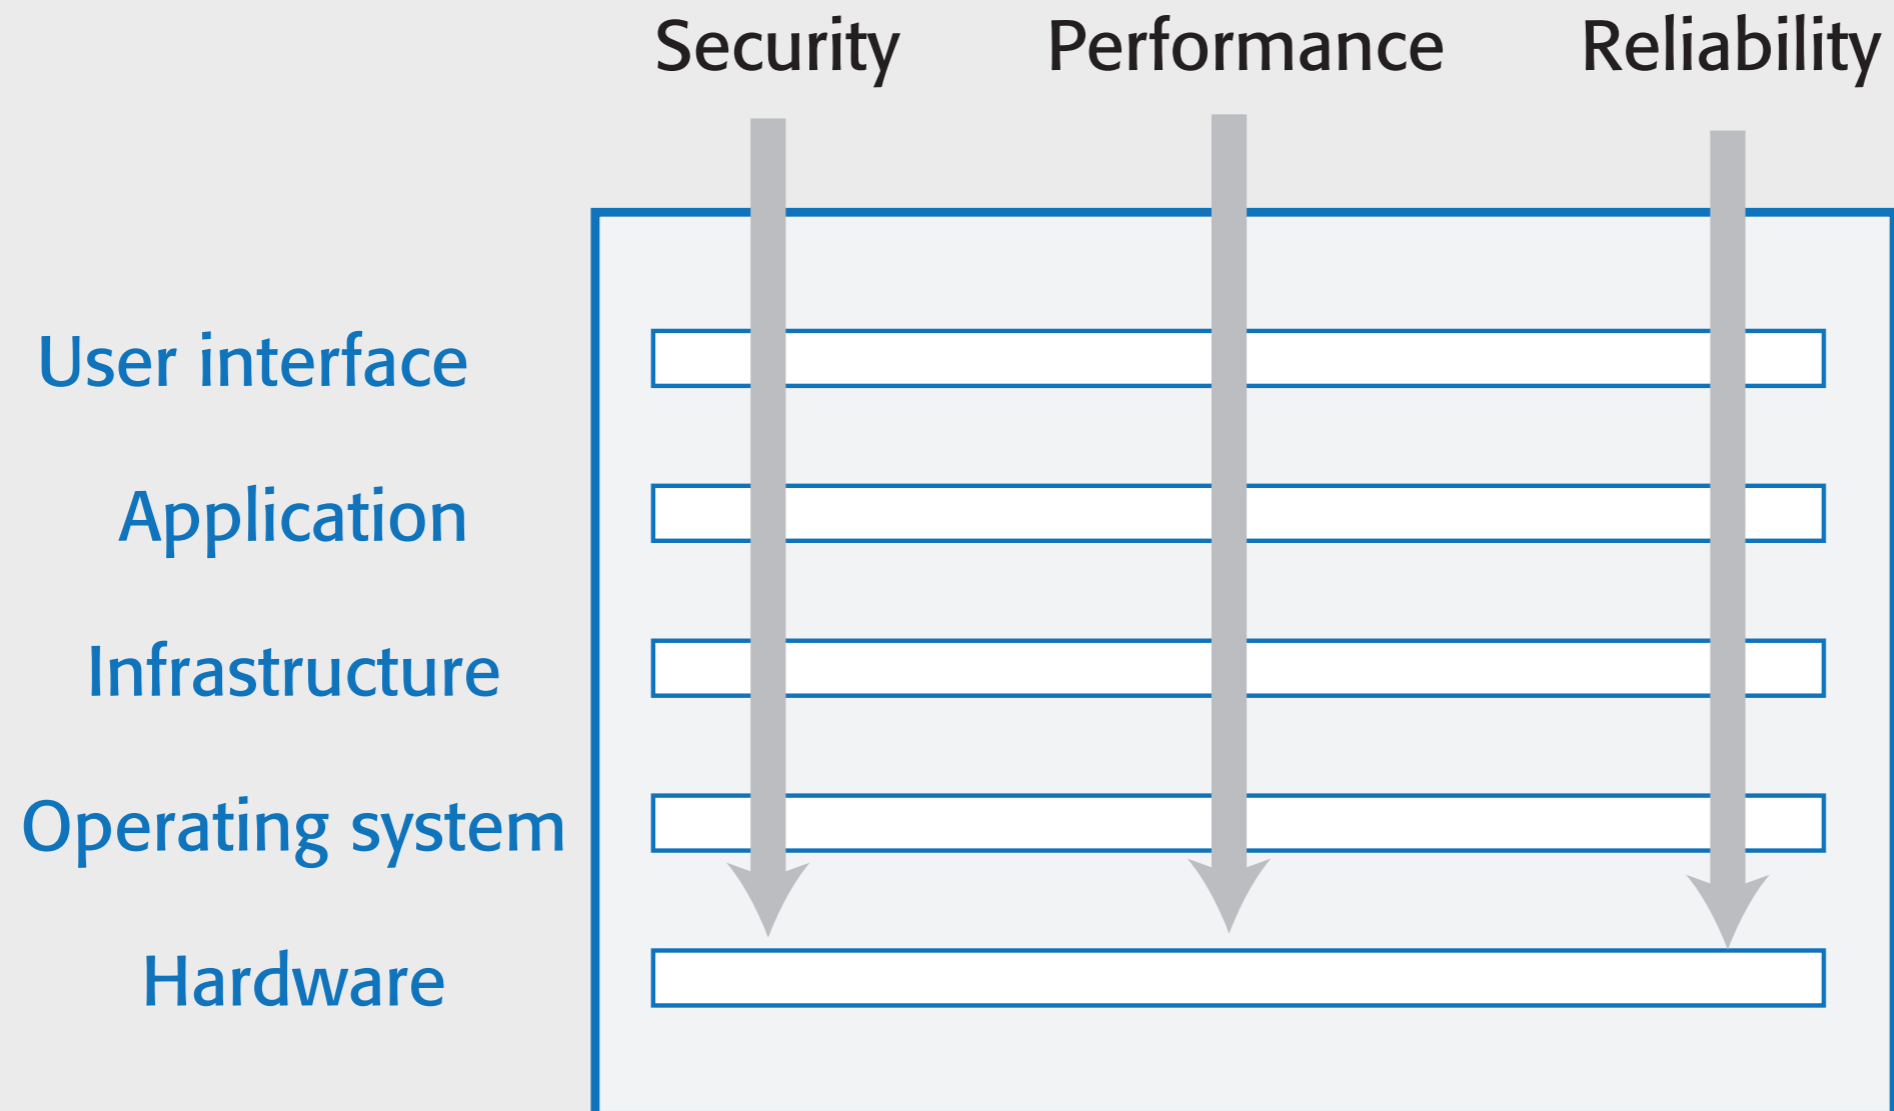 Security Performance Reliability
User interface
Application
Infrastructure
Operating system
Hardware